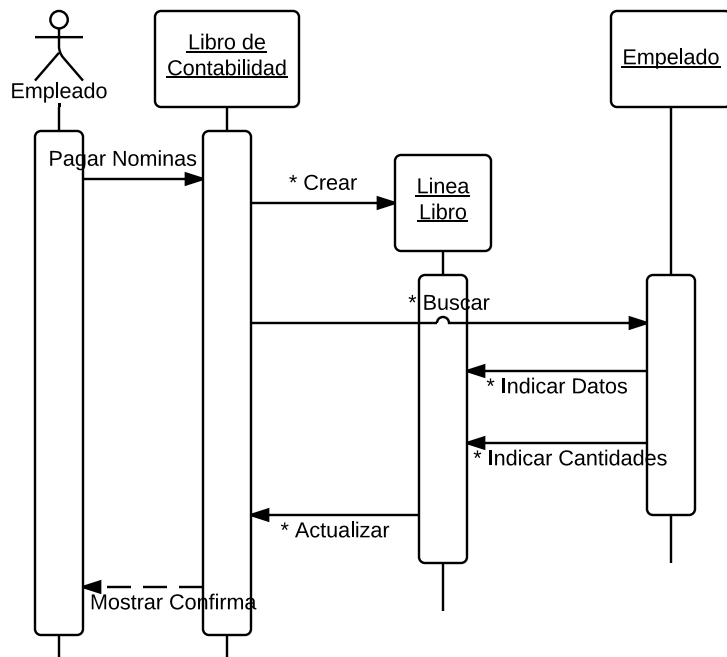 Libro de
Contabilidad
Empelado
Empleado
Pagar Nominas
* Crear
Linea
Libro
* Buscar
* Indicar Datos
* Indicar Cantidades
* Actualizar
Mostrar Confirma